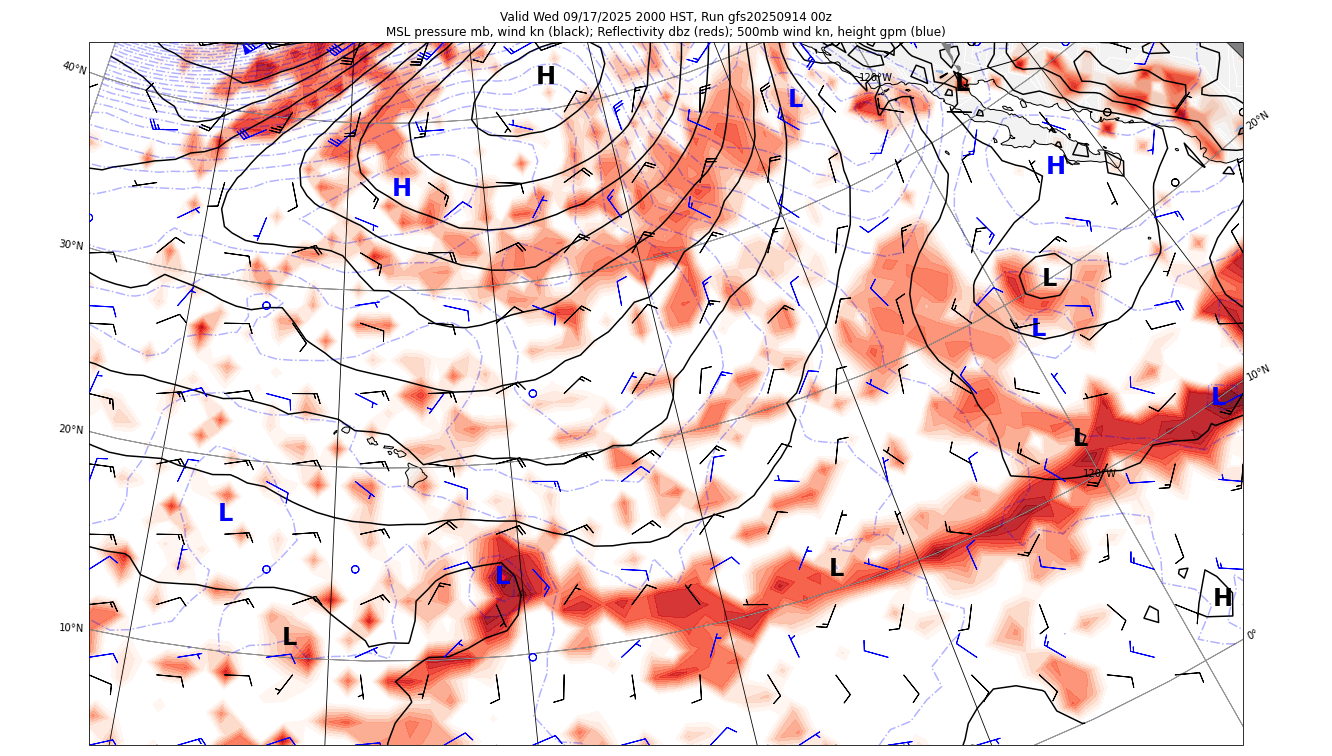 Valid Wed 09/17/2025 2000 HST, Run gfs20250914 00z
MSL pressure mb, wind kn (black); Reflectivity dbz (reds); 500mb wind kn, height gpm (blue)
40°N
H
120°W
L
L
20°N
H
H
30°N
L
L
10°N
L
20°N
L
120°W
L
L
L
H
10°N
L
0°